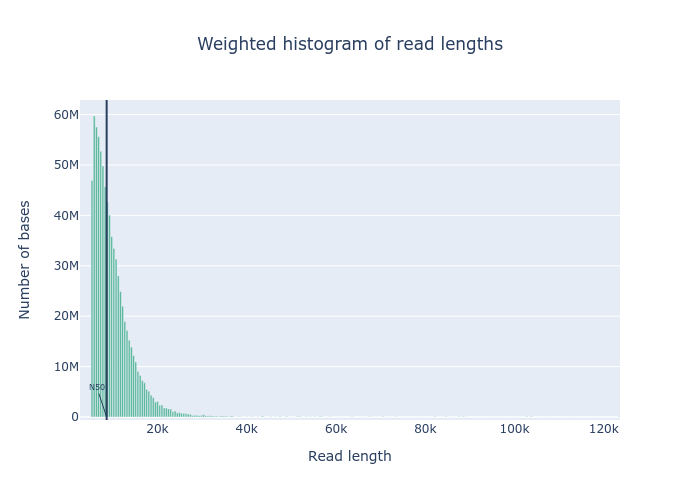 Weighted histogram of read lengths
Number of bases
60M
50M
40M
30M
20M
10M
0
N50
20k
40k
60k
80k
100k
120k
Read length